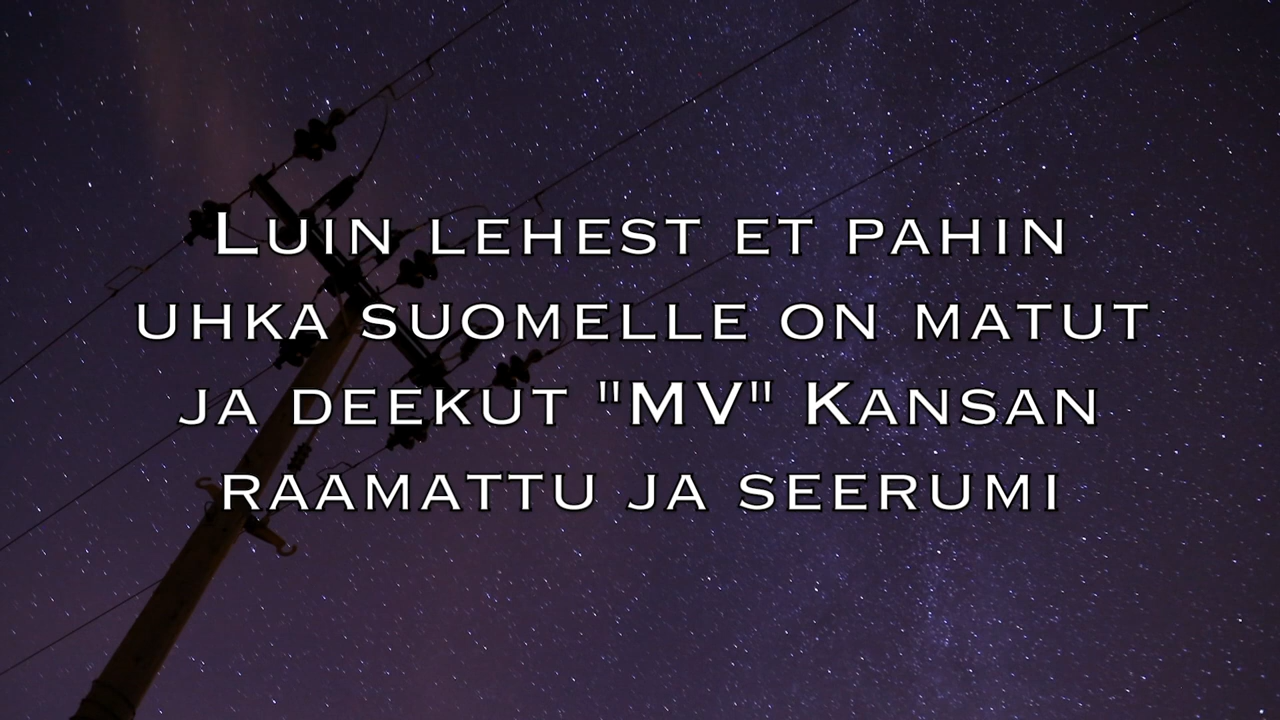 Luin lehest et pahin
uhka suomelle on matut
ja deekut "MV" Kansan
raamattu ja seerumi